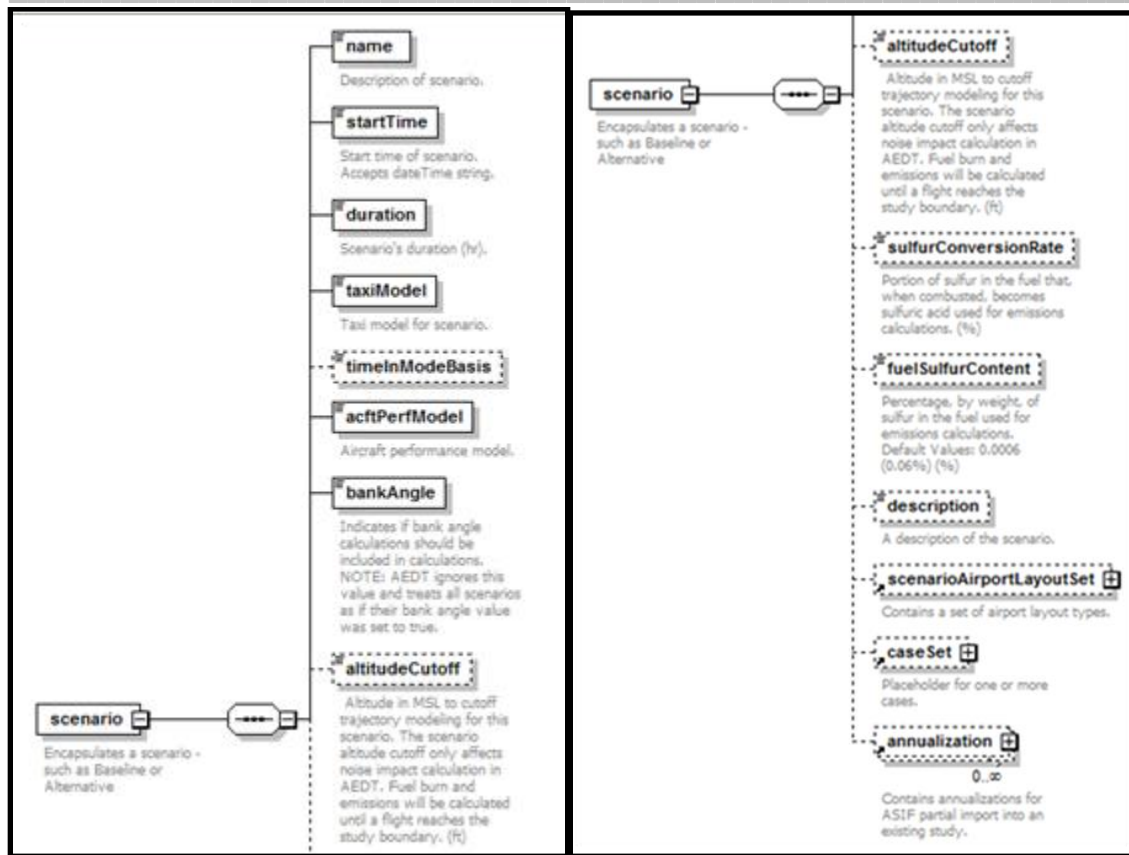 name
Description of scenario.
startTime
Start time of scenario.
Accepts dateTime string.
duration
Scenario's duration (hr).
taxiModel
Taxi model for scenario.
timeInModeBasis
acftPerfModel
Aircraft performance model.
bankAngle
Indicates if bank angle
calculations should be
included in calculations.
NOTE: AEDT ignores this
value and treats all scenarios
as if their bank angle value
was set to true.
altitudeCutoff
Altitude in MSL to cutoff
trajectory modeling for this
scenario. The scenario
altitude cutoff only affects
noise impact calculation in
AEDT. Fuel burn and
emissions will be calculated
until a flight reaches the
study boundary. (ft)
scenario
Encapsulates a scenario -
such as Baseline or
Alternative
scenario
Encapsulates a scenario -
such as Baseline or
Alternative
altitudeCutoff
Altitude in MSL to cutoff
trajectory modeling for this
scenario. The scenario
altitude cutoff only affects
noise impact calculation in
AEDT. Fuel burn and
emissions will be calculated
until a flight reaches the
study boundary. (ft)
sulfurConversionRate
Portion of sulfur in the fuel that,
when combusted, becomes
sulfuric acid used for emissions
calculations. (%)
fuelSulfurContent
Percentage, by weight, of
sulfur in the fuel used for
emissions calculations.
Default Values: 0.0006
(0.06%) (%)
description
A description of the scenario.
scenarioAirportLayoutSet
Contains a set of airport layout types.
caseSet
Placeholder for one or more
cases.
annualization
0..∞
Contains annualizations for
ASIF partial import into an
existing study.